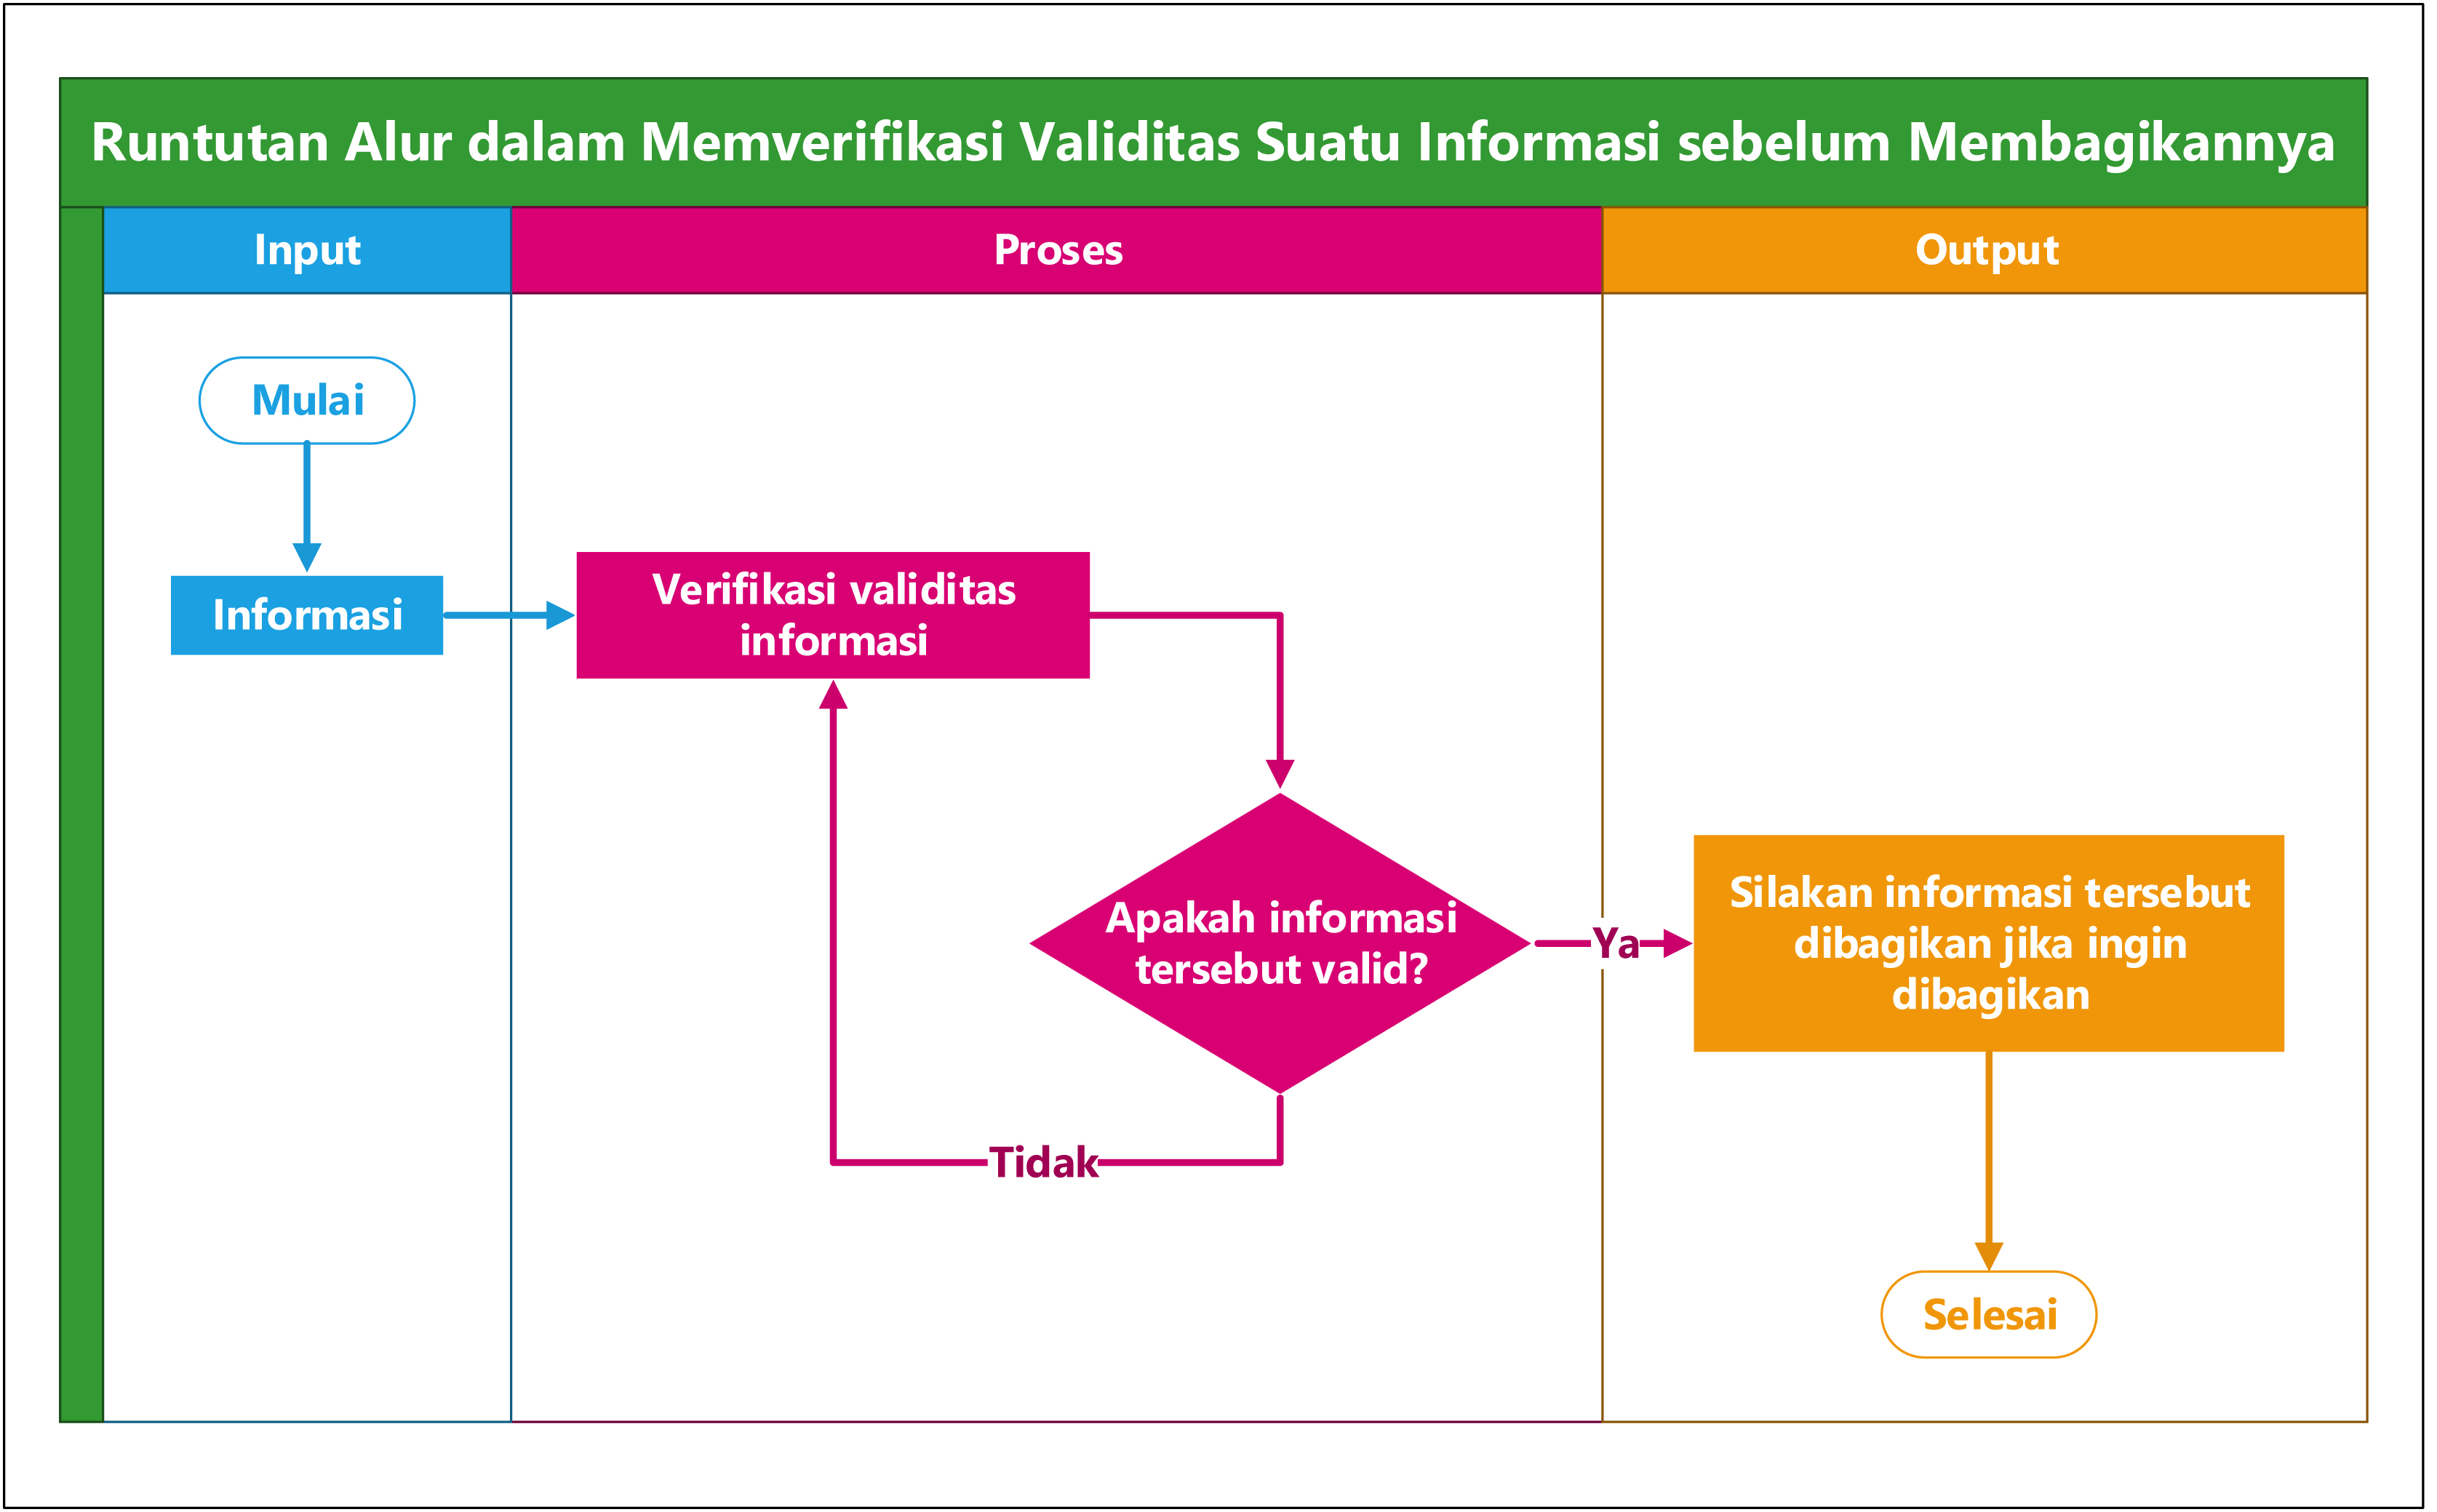 Runtutan Alur dalam Memverifikasi Validitas Suatu Informasi sebelum Membagikannya
Input
Proses
Output
Mulai
Informasi
Verifikasi validitas
informasi
Apakah informasi
tersebut valid?
Ya
Tidak
Silakan informasi tersebut
dibagikan jika ingin
dibagikan
Selesai